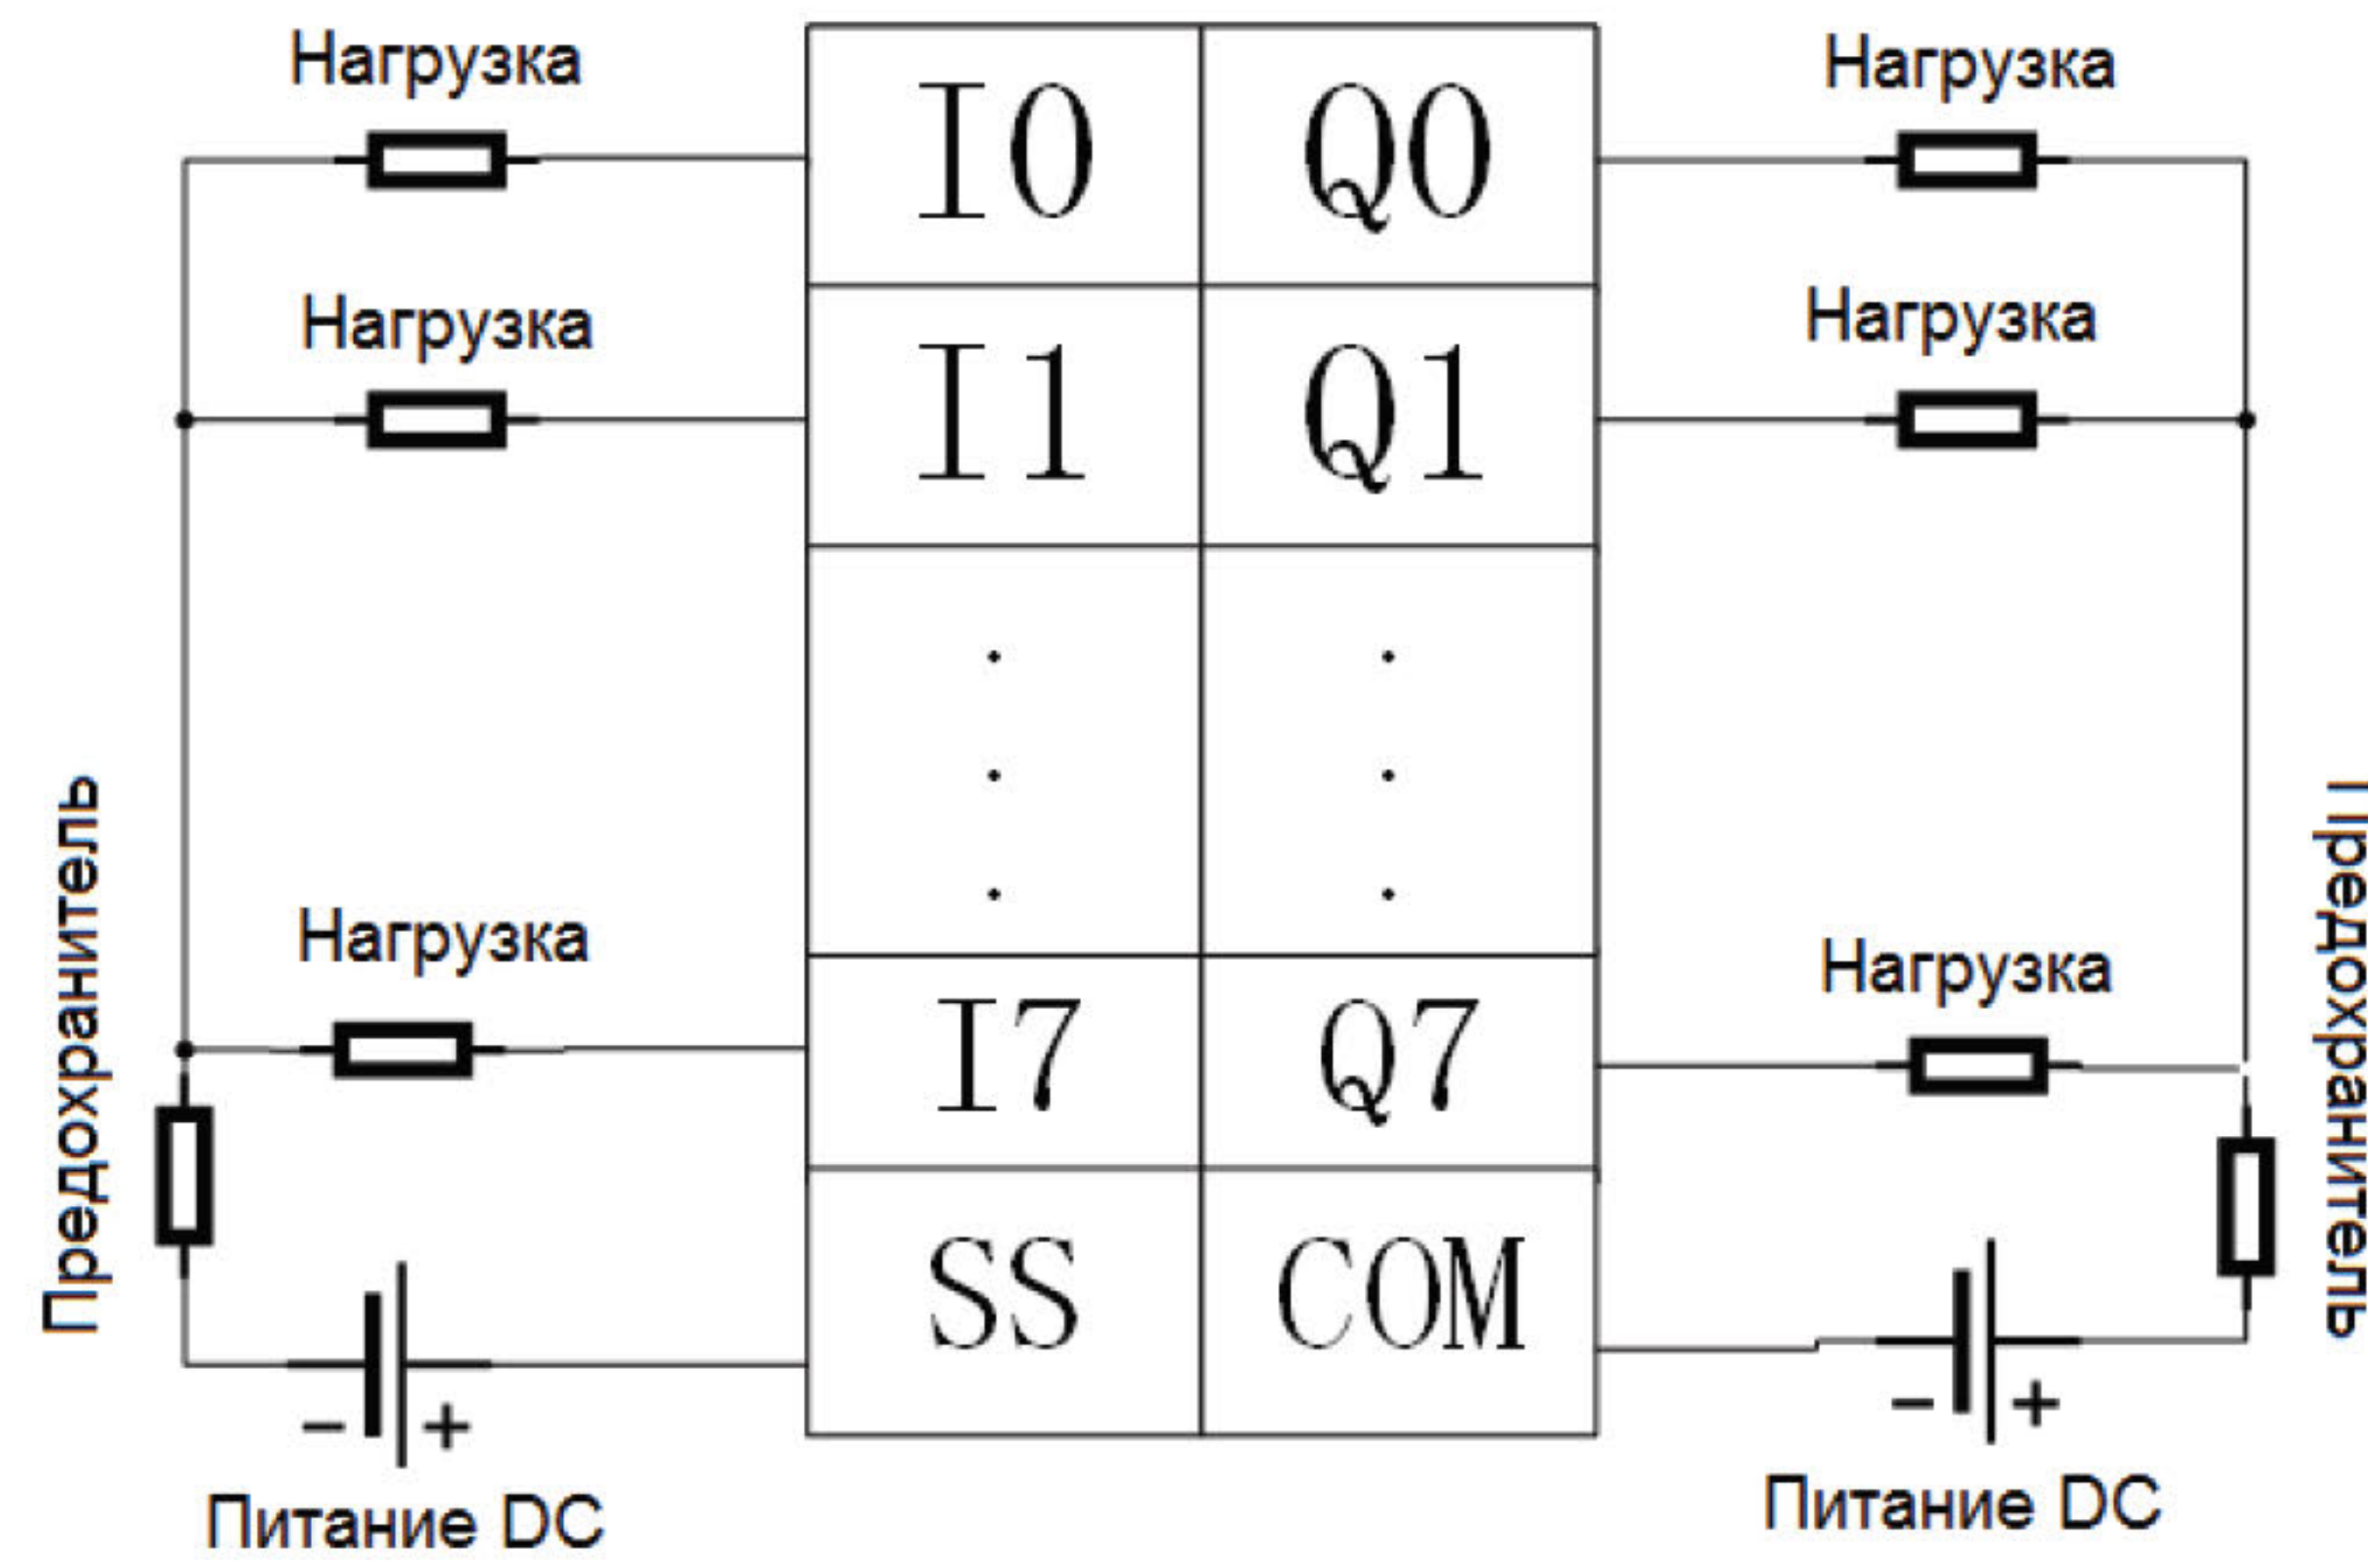 Нагрузка
I0
Q0
Нагрузка
Нагрузка
I1
Q1
Нагрузка
Предохранитель
Нагрузка
I7
Q7
Нагрузка
Предохранитель
SS
COM
− +
− +
Питание DC
Питание DC